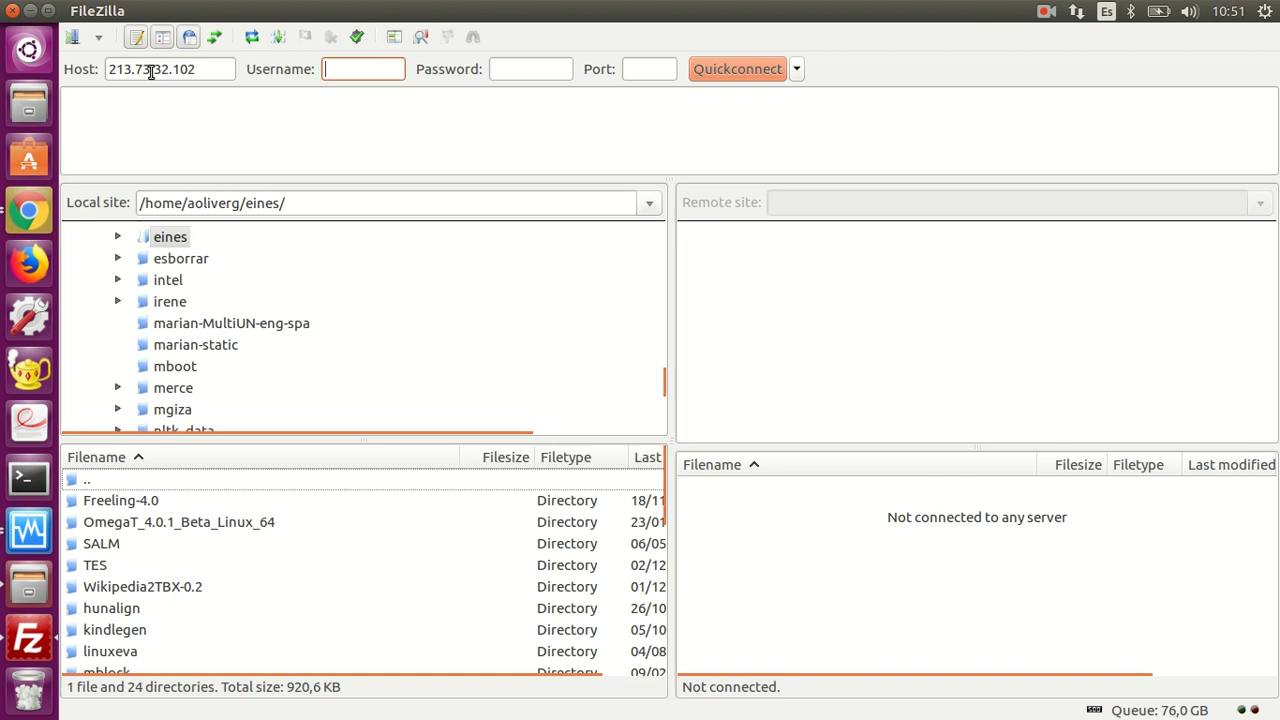 FileZilla
Es
10:51
Host: 213.73.32.102 Username: Password: Port: Quickconnect
Local site: /home/aoliverg/eines/
Remote site:
eines
esborrar
intel
irene
marian-MultiUN-eng-spa
marian-static
mboot
merce
mgiza
nltk_data
Filename Filesize Filetype Last
..
Freeling-4.0 Directory 18/11
OmegaT_4.0.1_Beta_Linux_64 Directory 23/01
SALM Directory 06/05
TES Directory 02/12
Wikipedia2TBX-0.2 Directory 01/12
hunalign Directory 26/10
kindlegen Directory 05/10
linuxeva Directory 04/08
mblock Directory 09/02
1 file and 24 directories. Total size: 920,6 KB
Filename Filesize Filetype Last modified
Not connected to any server
Not connected.
Queue: 76,0 GB